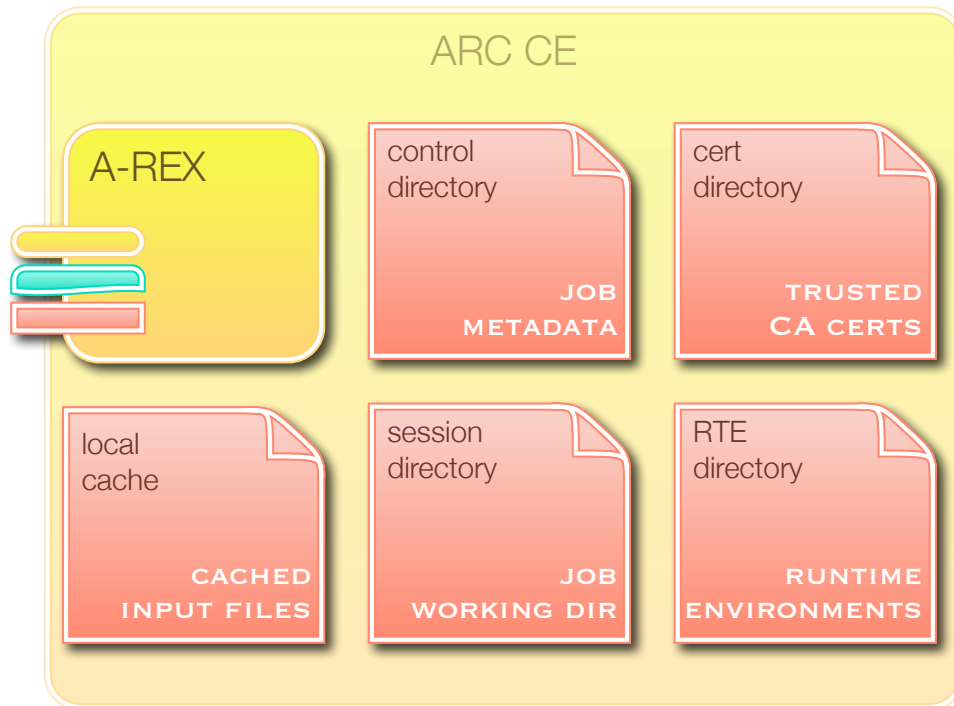 ARC CE
A-REX
control
directory
JOB
METADATA
cert
directory
TRUSTED
CA CERTS
local
cache
CACHED
INPUT FILES
session
directory
JOB
WORKING DIR
RTE
directory
RUNTIME
ENVIRONMENTS